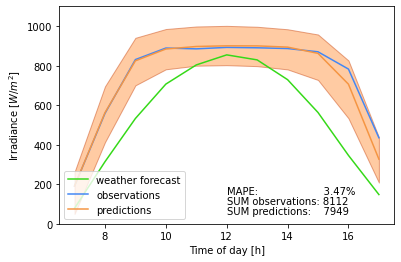 1000
800
600
400
200
0
Irradiance [W/m²]
weather forecast
observations
predictions
MAPE: 3.47%
SUM observations: 8112
SUM predictions: 7949
8 10 12 14 16
Time of day [h]